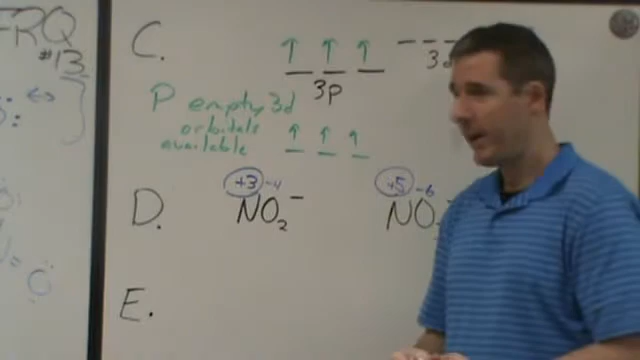 FRQ
#13
C.
↑ ↑ ↑
3p
3d
P empty 3d
orbitals
available
↑ ↑ ↑
D.
+3 -4
NO₂⁻
+5 -6
NO
E.